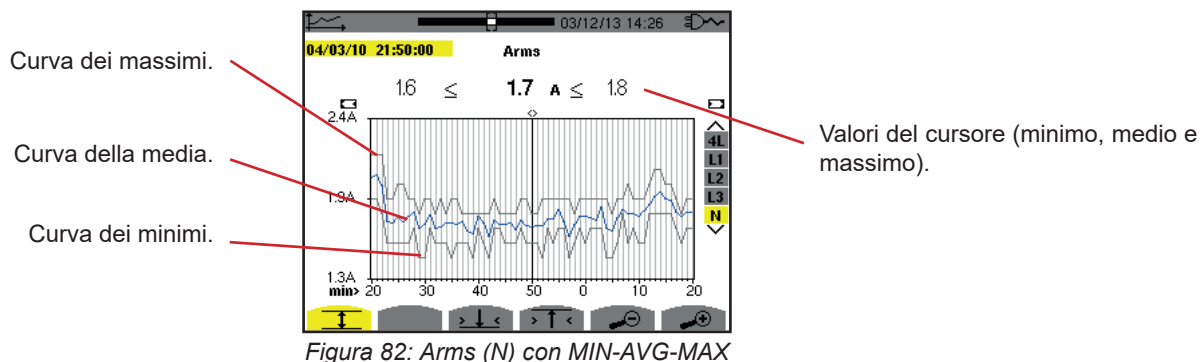 03/12/13 14:26
04/03/10 21:50:00
Arms
1.6 ≤ 1.7 A ≤ 1.8
Curva dei massimi.
Curva della media.
Curva dei minimi.
Valori del cursore (minimo, medio e
massimo).
2.4A
1.9A
1.3A
4L
L1
L2
L3
N
min> 20 30 40 50 0 10 20
Figura 82: Arms (N) con MIN-AVG-MAX